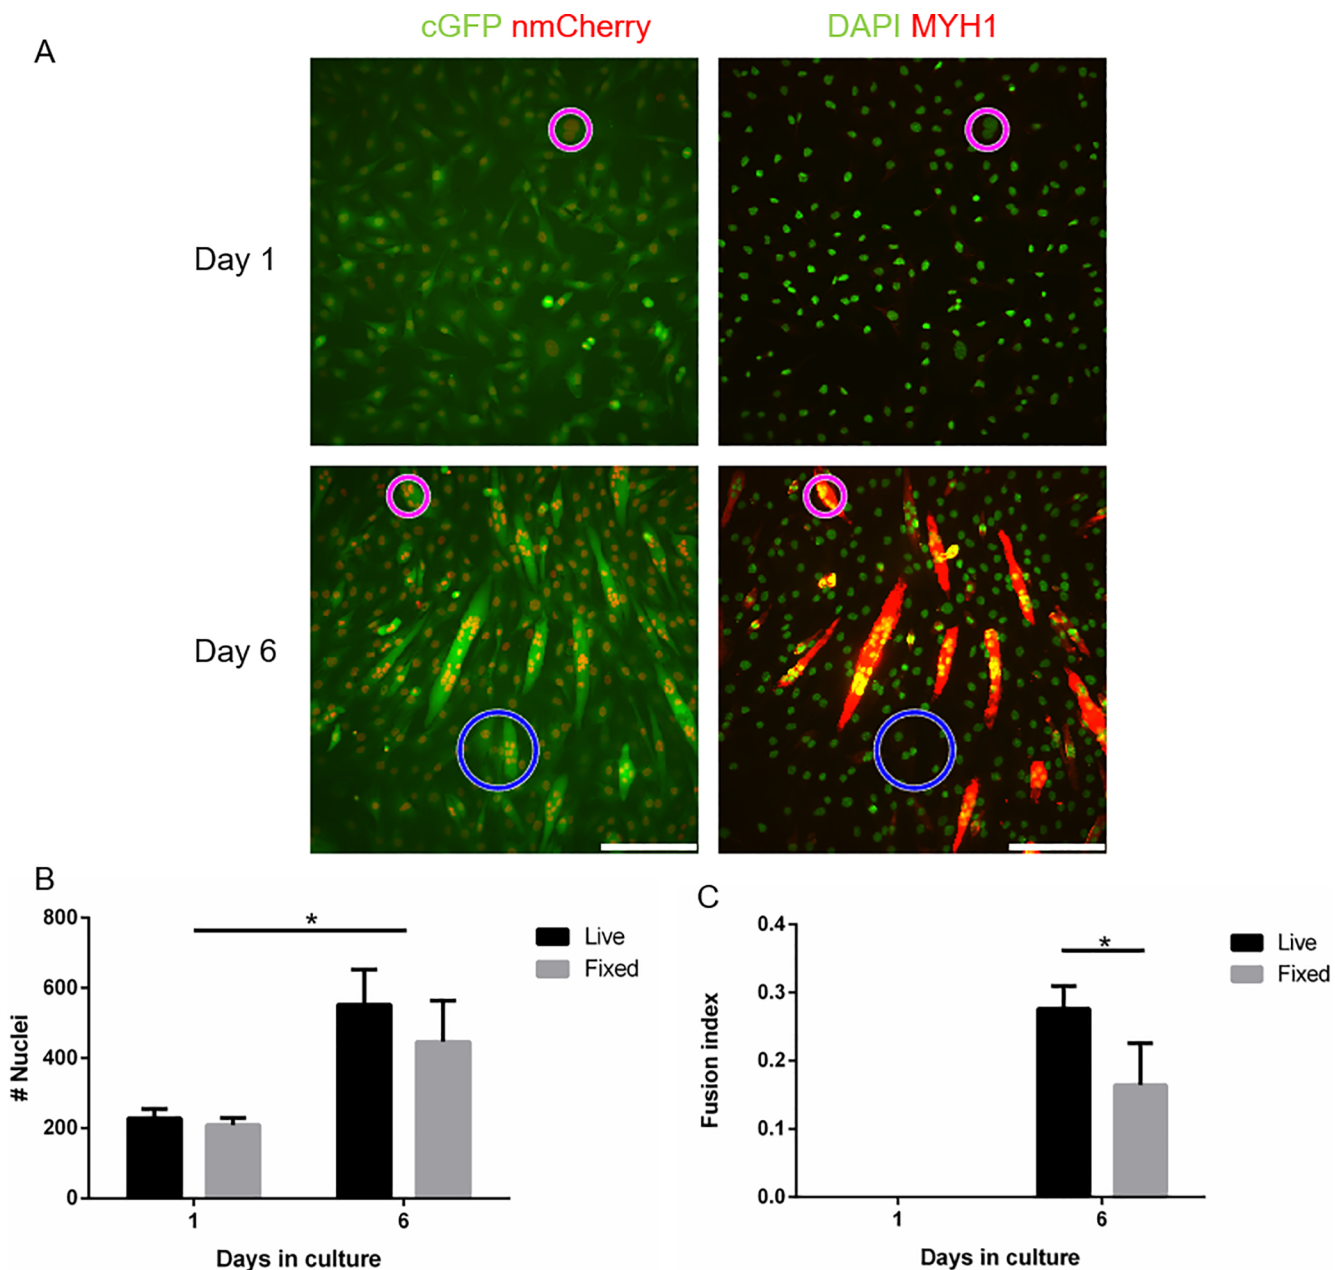 A
cGFP nmCherry
DAPI MYH1
Day 1
Day 6
B
# Nuclei
800
600
400
200
0
*
Live
Fixed
1
6
Days in culture
C
Fusion index
0.4
0.3
0.2
0.1
0.0
*
Live
Fixed
1
6
Days in culture